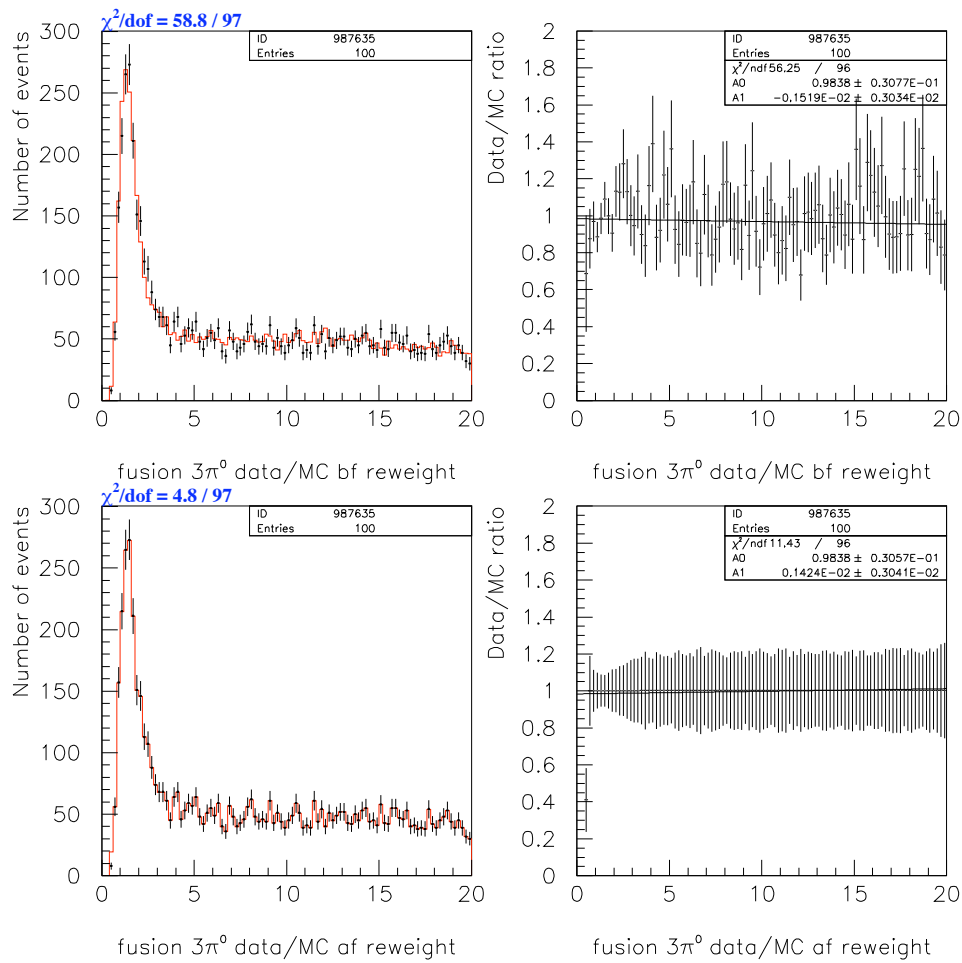 χ²/dof = 58.8 / 97
Number of events
300
250
200
150
100
50
0
0 5 10 15 20
ID 987635
Entries 100
fusion 3π⁰ data/MC bf reweight
Data/MC ratio
2
1.8
1.6
1.4
1.2
1
0.8
0.6
0.4
0.2
0
0 5 10 15 20
ID 987635
Entries 100
χ²/ndf 56.25 / 96
A0 0.9838 ± 0.3077E-01
A1 -0.1519E-02 ± 0.3034E-02
fusion 3π⁰ data/MC bf reweight
χ²/dof = 4.8 / 97
Number of events
300
250
200
150
100
50
0
0 5 10 15 20
ID 987635
Entries 100
fusion 3π⁰ data/MC af reweight
Data/MC ratio
2
1.8
1.6
1.4
1.2
1
0.8
0.6
0.4
0.2
0
0 5 10 15 20
ID 987635
Entries 100
χ²/ndf 11.43 / 96
A0 0.9838 ± 0.3057E-01
A1 0.1424E-02 ± 0.3041E-02
fusion 3π⁰ data/MC af reweight